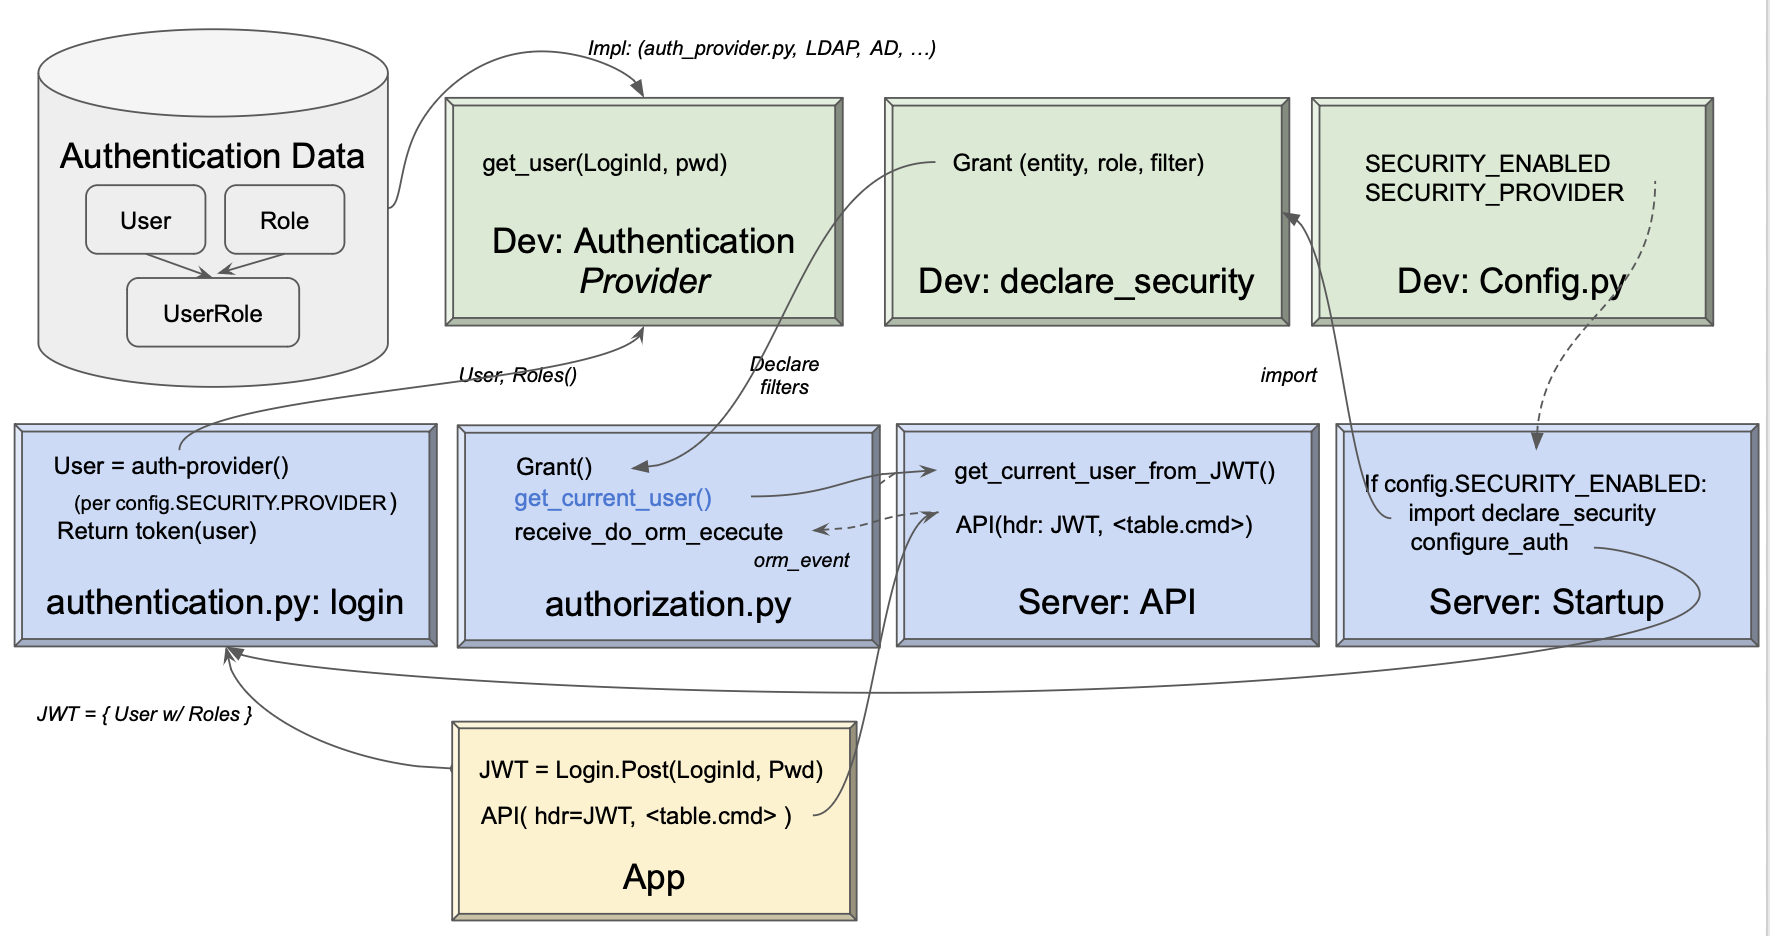 Impl: (auth_provider.py, LDAP, AD, …)
Authentication Data
User
Role
UserRole
get_user(LoginId, pwd)
Dev: Authentication
Provider
Grant (entity, role, filter)
Dev: declare_security
SECURITY_ENABLED
SECURITY_PROVIDER
Dev: Config.py
User, Roles()
Declare
filters
import
User = auth-provider()
(per config.SECURITY.PROVIDER)
Return token(user)
authentication.py: login
Grant()
get_current_user()
receive_do_orm_ececute
orm_event
authorization.py
get_current_user_from_JWT()
API(hdr: JWT, <table.cmd>)
Server: API
If config.SECURITY_ENABLED:
import declare_security
configure_auth
Server: Startup
JWT = { User w/ Roles }
JWT = Login.Post(LoginId, Pwd)
API( hdr=JWT, <table.cmd> )
App